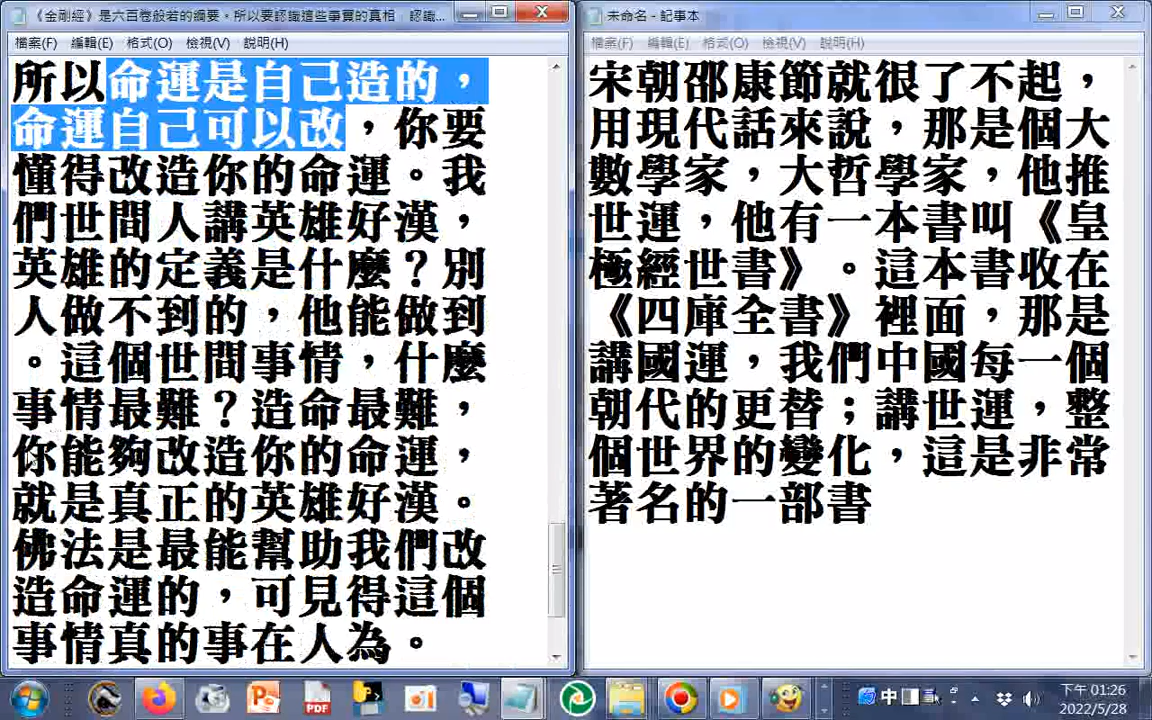 《金剛經》是六百卷般若的綱要。所以要認識這些事實的真相 認識...
檔案(F) 編輯(E) 格式(O) 檢視(V) 說明(H)
所以命運是自己造的，
命運自己可以改，你要
懂得改造你的命運。我
們世間人講英雄好漢，
英雄的定義是什麼？別
人做不到的，他能做到
。這個世間事情，什麼
事情最難？造命最難，
你能夠改造你的命運，
就是真正的英雄好漢。
佛法是最能幫助我們改
造命運的，可見得這個
事情真的事在人為。
未命名 - 記事本
檔案(F) 編輯(E) 格式(O) 檢視(V) 說明(H)
宋朝邵康節就很了不起，
用現代話來說，那是個大
數學家，大哲學家，他推
世運，他有一本書叫《皇
極經世書》。這本書收在
《四庫全書》裡面，那是
講國運，我們中國每一個
朝代的更替；講世運，整
個世界的變化，這是非常
著名的一部書
PDF
中
下午 01:26
2022/5/28